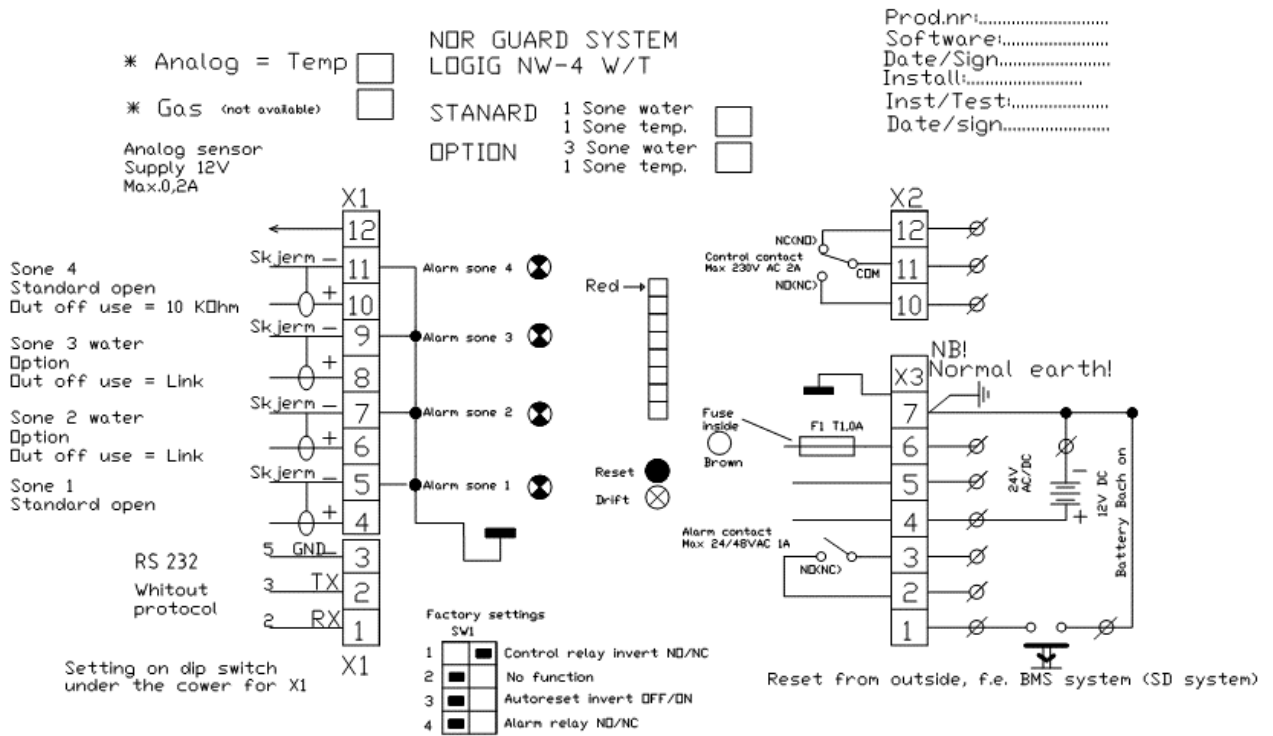 * Analog = Temp
* Gas (not available)
Analog sensor
Supply 12V
Max.0,2A
NOR GUARD SYSTEM
LOGIG NW-4 W/T
STANARD
1 Sone water
1 Sone temp.
OPTION
3 Sone water
1 Sone temp.
Prod.nr:...........................
Software:.......................
Date/Sign.......................
Install:.........................
Inst/Test:.....................
Date/sign.......................
X1
12
Skjerm - 11
+ 10
Skjerm - 9
+ 8
Skjerm - 7
+ 6
Skjerm - 5
+ 4
5 GND- 3
3 TX 2
2 RX 1
X1
Sone 4
Standard open
Out off use = 10 KOhm
Sone 3 water
Option
Out off use = Link
Sone 2 water
Option
Out off use = Link
Sone 1
Standard open
RS 232
Whitout
protocol
Setting on dip switch
under the cower for X1
Alarm sone 4
Alarm sone 3
Alarm sone 2
Alarm sone 1
Red
Reset
Drift
Factory settings
SW1
1 Control relay invert NO/NC
2 No function
3 Autoreset invert OFF/ON
4 Alarm relay NO/NC
X2
12
11
10
NC(NO)
Control contact
Max 230V AC 2A
COM
NO(NC)
NB!
Normal earth!
X3
7
6
5
4
3
2
1
Fuse
inside
Brown
F1 T1,0A
Alarm contact
Max 24/48VAC 1A
NO(NC)
24V
AC/DC
-
+
12V DC
Battery Bach on
Reset from outside, f.e. BMS system (SD system)